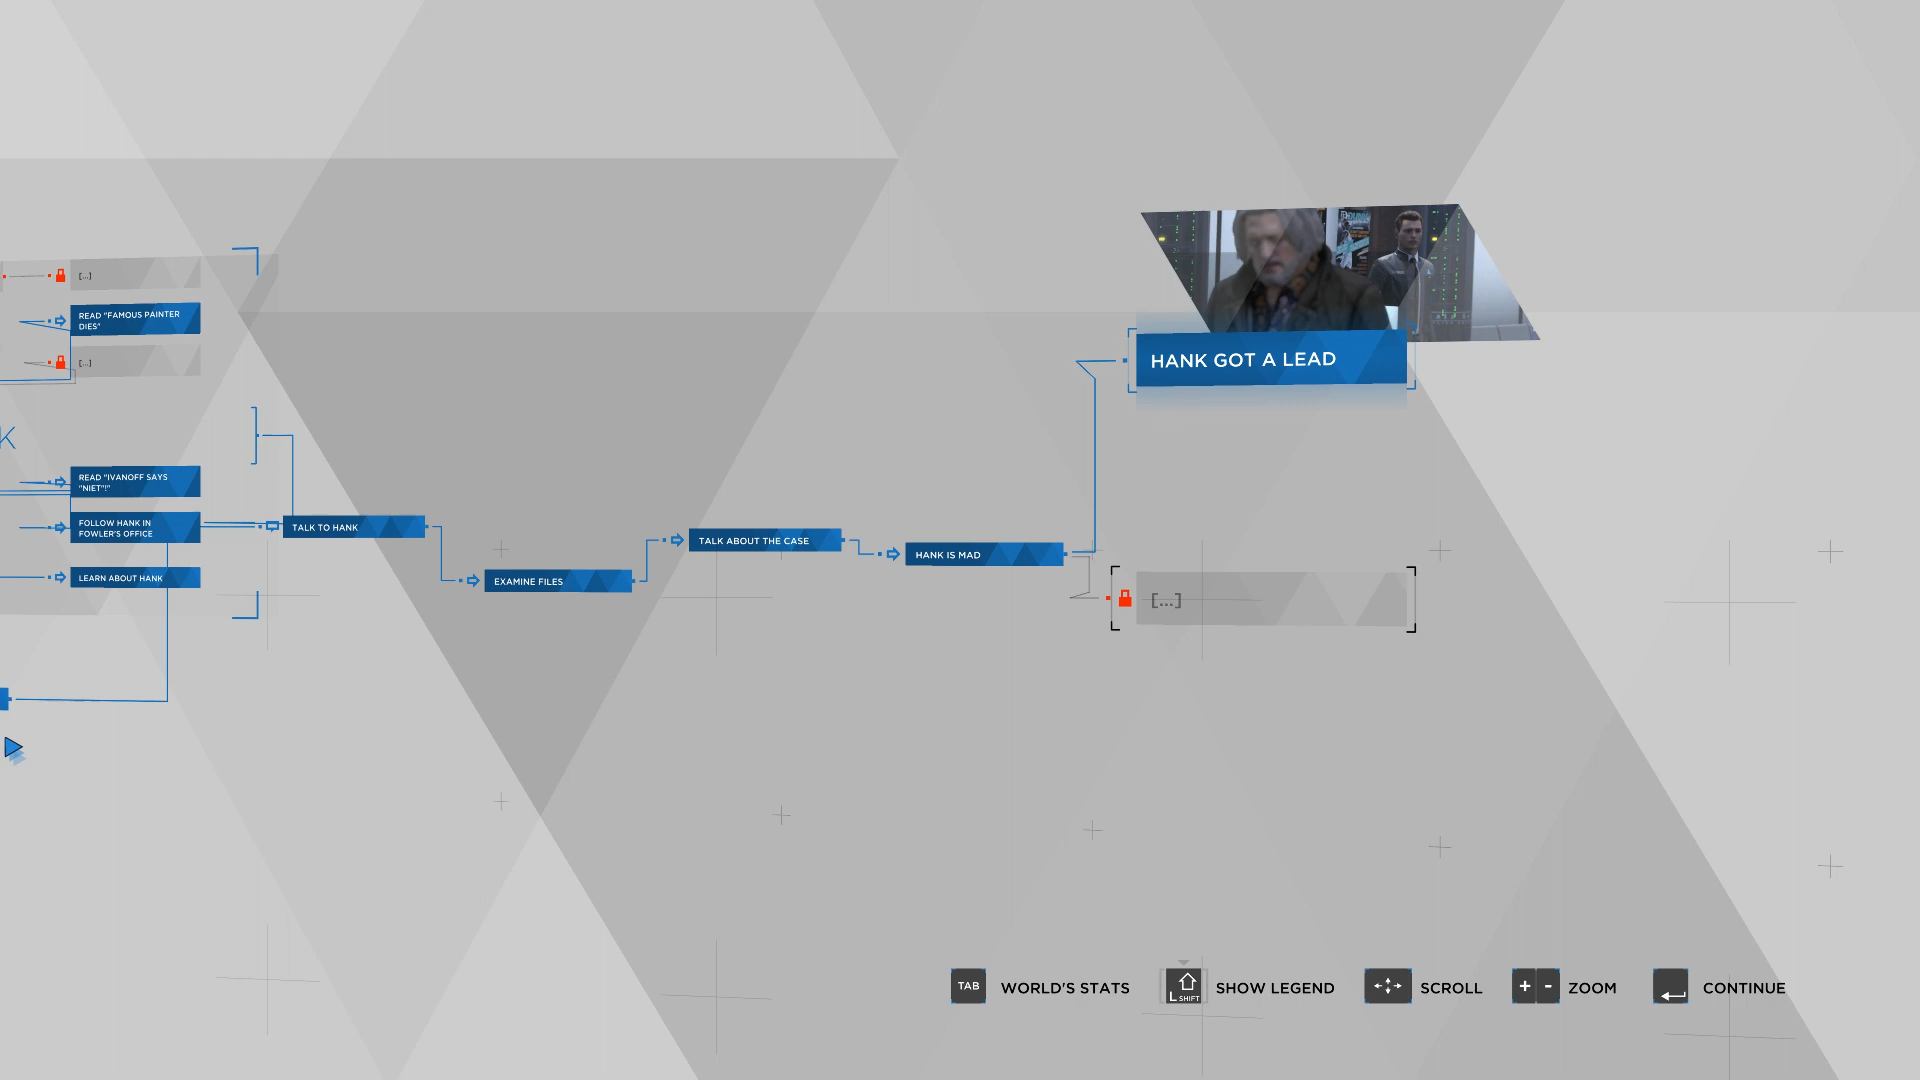 [...]
READ "FAMOUS PAINTER
DIES"
[...]
K
READ "IVANOFF SAYS
"NIET"!"
FOLLOW HANK IN
FOWLER'S OFFICE
LEARN ABOUT HANK
TALK TO HANK
EXAMINE FILES
TALK ABOUT THE CASE
HANK IS MAD
HANK GOT A LEAD
[...]
TAB WORLD'S STATS
L SHIFT SHOW LEGEND
SCROLL
+ - ZOOM
CONTINUE